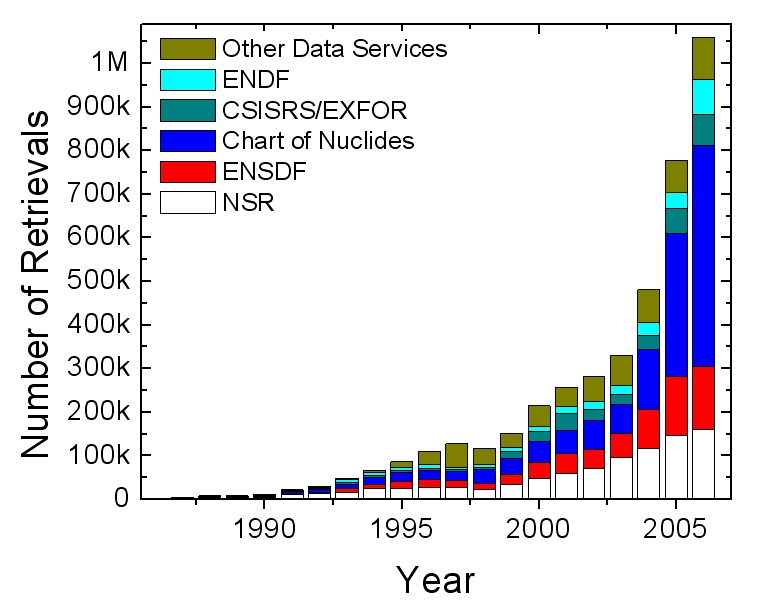 Other Data Services
ENDF
CSISRS/EXFOR
Chart of Nuclides
ENSDF
NSR
1M
900k
800k
700k
600k
500k
400k
300k
200k
100k
0
Number of Retrievals
1990 1995 2000 2005
Year